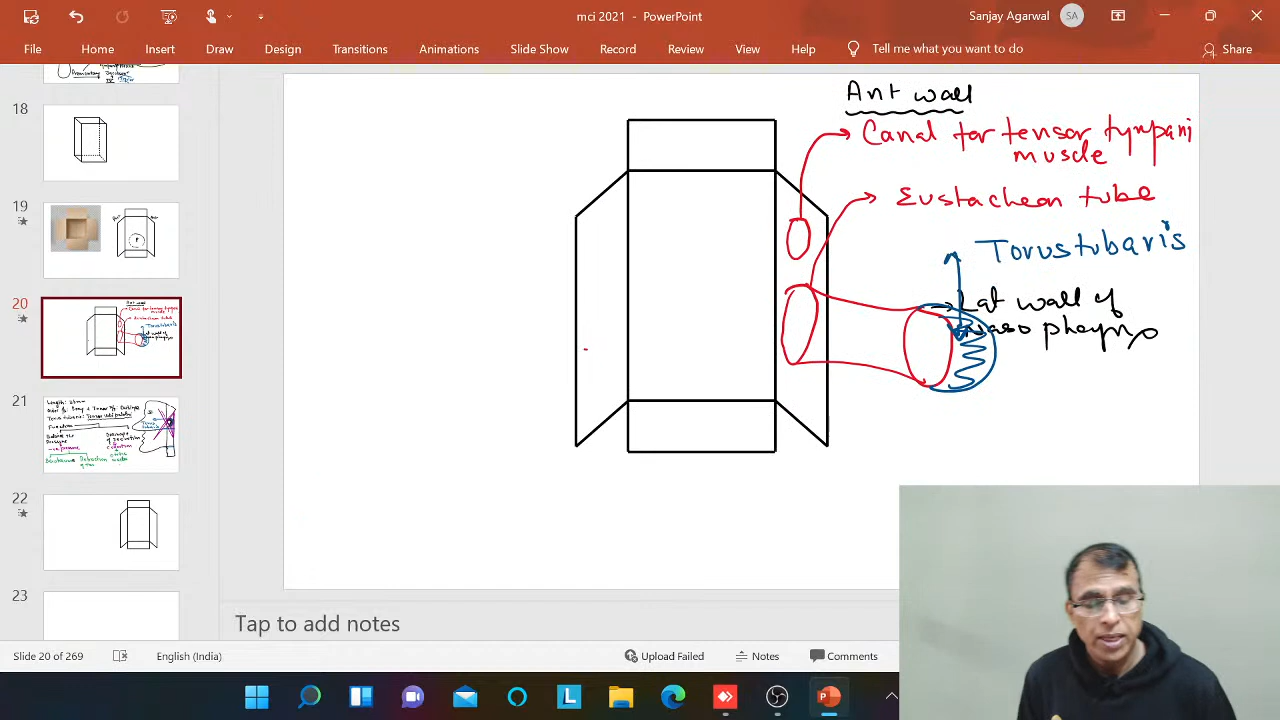 mci 2021 - PowerPoint
Sanjay Agarwal
SA
File
Home
Insert
Draw
Design
Transitions
Animations
Slide Show
Record
Review
View
Help
Tell me what you want to do
Share
18
19
20
21
22
23
Ant wall
Canal for tensor tympani
muscle
Eustachean tube
Torustubaris
Lat wall of
Tap to add notes
Slide 20 of 269
English (India)
Upload Failed
Notes
Comments